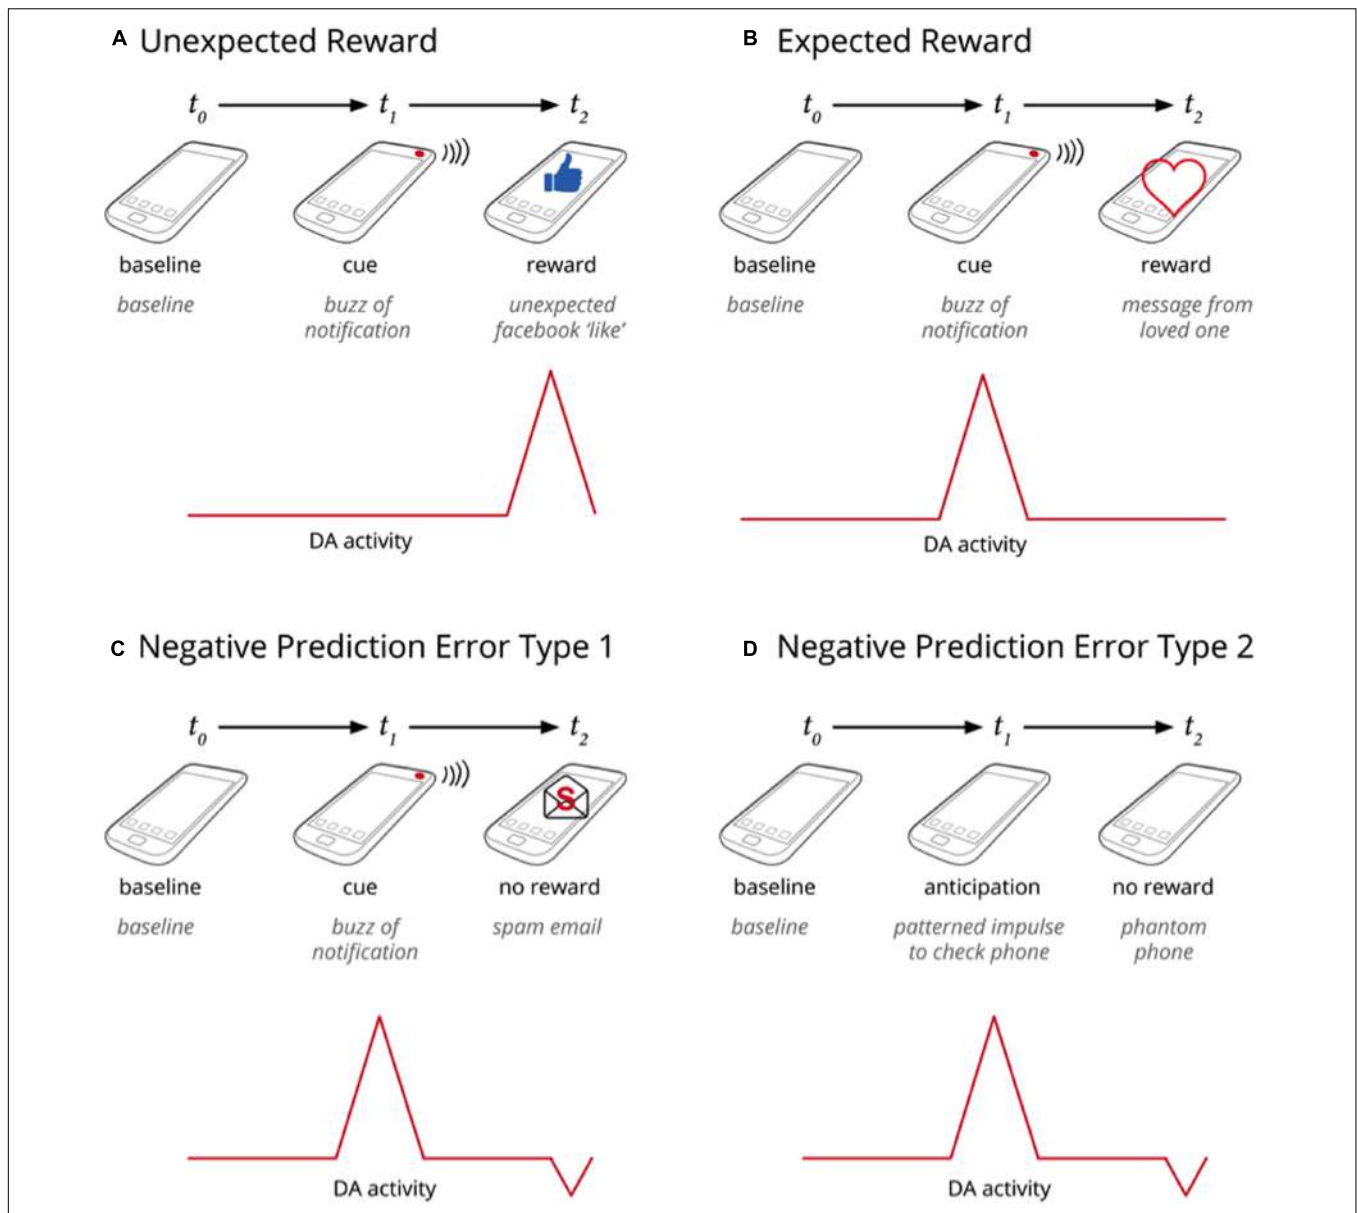 A Unexpected Reward
t0 t1 t2
baseline cue reward
baseline buzz of notification unexpected facebook ‘like’
DA activity
B Expected Reward
t0 t1 t2
baseline cue reward
baseline buzz of notification message from loved one
DA activity
C Negative Prediction Error Type 1
t0 t1 t2
S
baseline cue no reward
baseline buzz of notification spam email
DA activity
D Negative Prediction Error Type 2
t0 t1 t2
baseline anticipation no reward
baseline patterned impulse to check phone phantom phone
DA activity